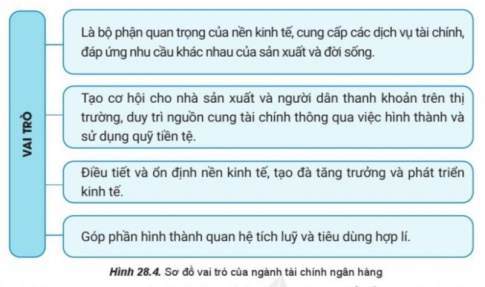 VAI TRÒ
Là bộ phận quan trọng của nền kinh tế, cung cấp các dịch vụ tài chính,
đáp ứng nhu cầu khác nhau của sản xuất và đời sống.
Tạo cơ hội cho nhà sản xuất và người dân thanh khoản trên thị
trường, duy trì nguồn cung tài chính thông qua việc hình thành và
sử dụng quỹ tiền tệ.
Điều tiết và ổn định nền kinh tế, tạo đà tăng trưởng và phát triển
kinh tế.
Góp phần hình thành quan hệ tích luỹ và tiêu dùng hợp lí.
Hình 28.4. Sơ đồ vai trò của ngành tài chính ngân hàng